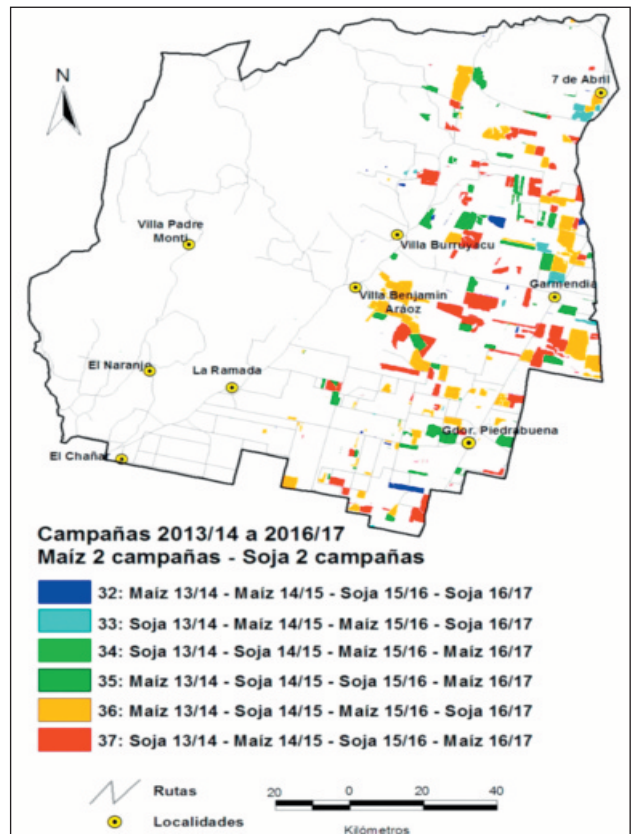 N
7 de Abril
Villa Padre
Monti
Villa Burruyacu
Villa Benjamín
Aráoz
Garmendia
El Naranjo
La Ramada
Gdor. Piedrabuena
El Chañar
Campañas 2013/14 a 2016/17
Maíz 2 campañas - Soja 2 campañas
32: Maíz 13/14 - Maíz 14/15 - Soja 15/16 - Soja 16/17
33: Soja 13/14 - Maíz 14/15 - Maíz 15/16 - Soja 16/17
34: Soja 13/14 - Soja 14/15 - Maíz 15/16 - Maíz 16/17
35: Maíz 13/14 - Soja 14/15 - Soja 15/16 - Maíz 16/17
36: Maíz 13/14 - Soja 14/15 - Maíz 15/16 - Soja 16/17
37: Soja 13/14 - Maíz 14/15 - Soja 15/16 - Maíz 16/17
Rutas
20 0 20 40
Localidades
Kilómetros